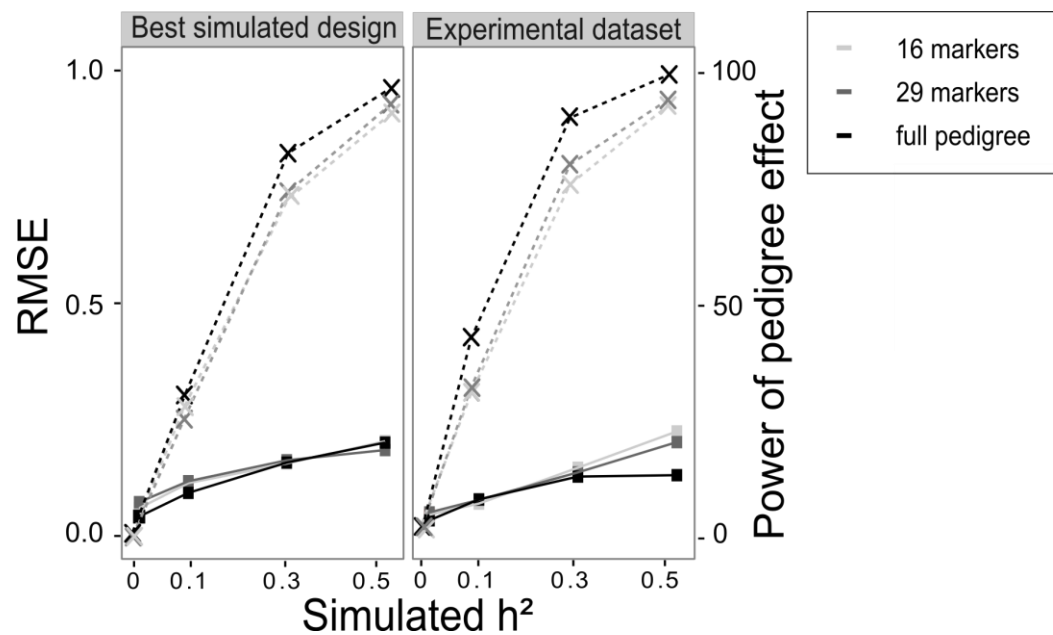 Best simulated design
Experimental dataset
16 markers
29 markers
full pedigree
RMSE
1.0
0.5
0.0
100
50
0
Power of pedigree effect
0 0.1 0.3 0.5
0 0.1 0.3 0.5
Simulated h²